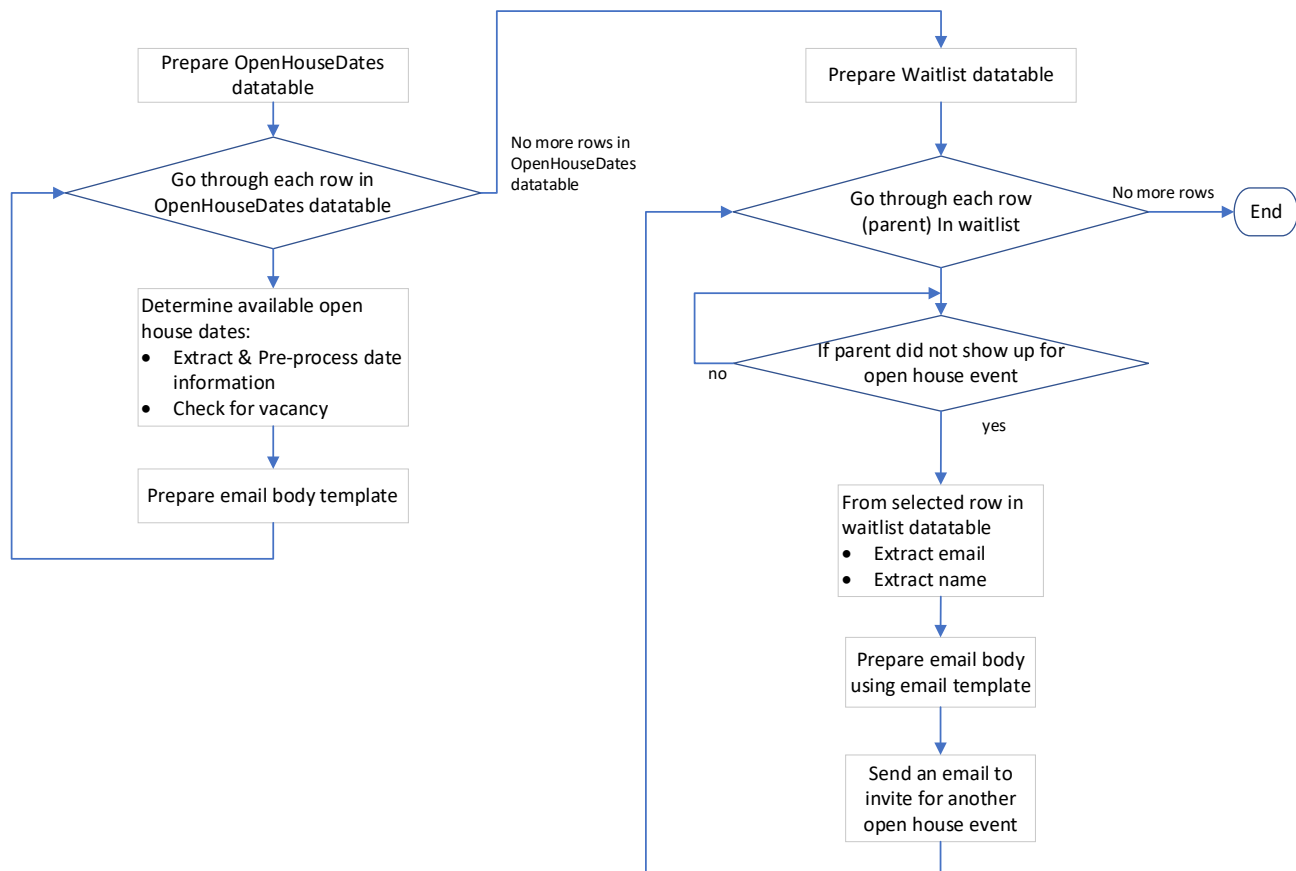 Prepare OpenHouseDates
datatable
Go through each row in
OpenHouseDates datatable
No more rows in
OpenHouseDates
datatable
Determine available open
house dates:
• Extract & Pre-process date
information
• Check for vacancy
Prepare email body template
Prepare Waitlist datatable
Go through each row
(parent) In waitlist
No more rows
End
If parent did not show up for
open house event
no
yes
From selected row in
waitlist datatable
• Extract email
• Extract name
Prepare email body
using email template
Send an email to
invite for another
open house event